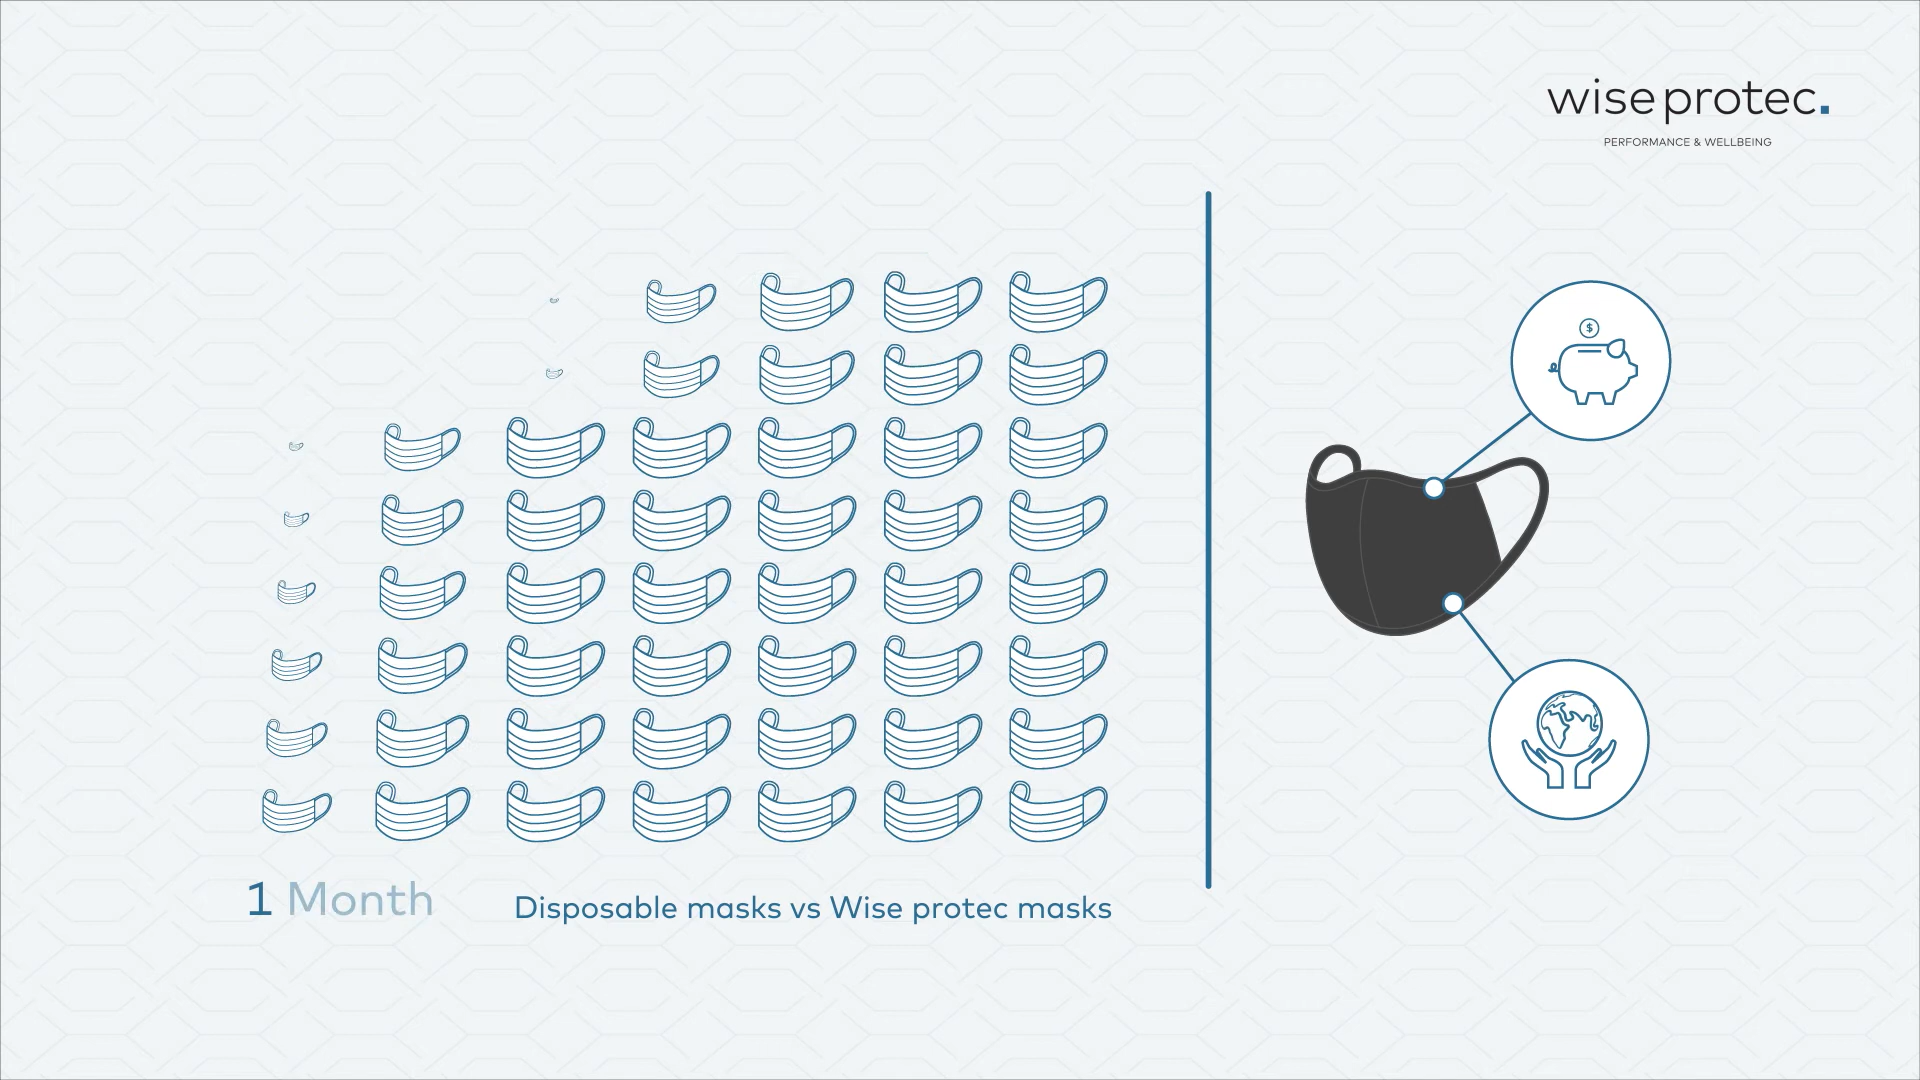 wise protec.
PERFORMANCE & WELLBEING
$
1 Month
Disposable masks vs Wise protec masks